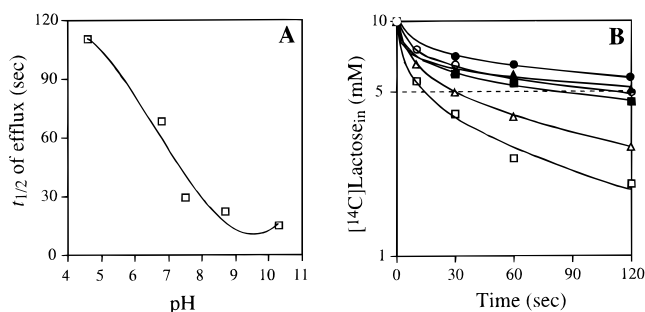 A
120
90
60
30
0
4 5 6 7 8 9 10 11
t1/2 of efflux (sec)
pH
B
10
5
1
0 30 60 90 120
[14C]Lactosein (mM)
Time (sec)